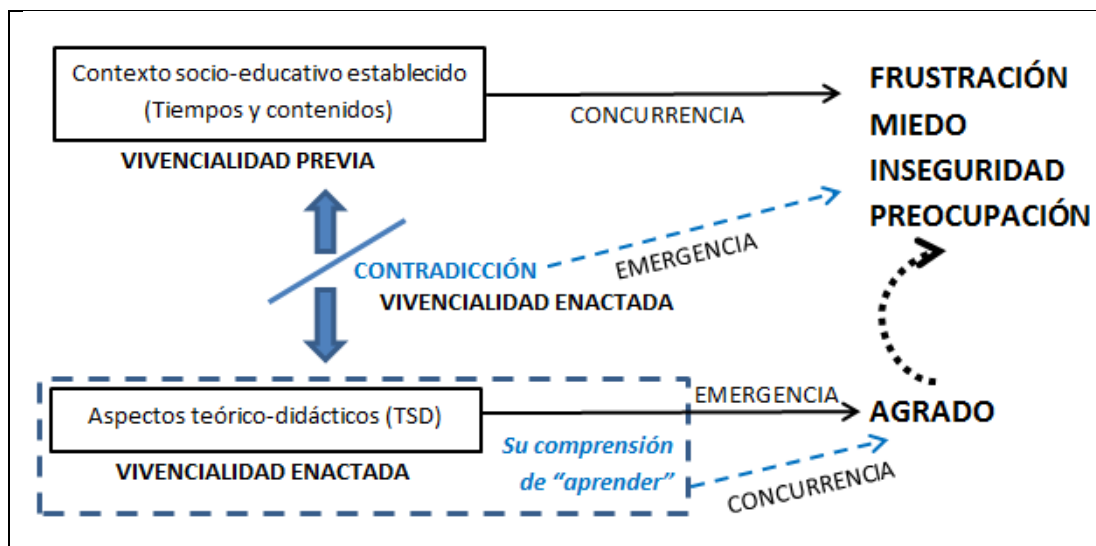 Contexto socio-educativo establecido
(Tiempos y contenidos)
VIVENCIALIDAD PREVIA
CONCURRENCIA
FRUSTRACIÓN
MIEDO
INSEGURIDAD
PREOCUPACIÓN
CONTRADICCIÓN
VIVENCIALIDAD ENACTADA
EMERGENCIA
Aspectos teórico-didácticos (TSD)
VIVENCIALIDAD ENACTADA
Su comprensión
de “aprender”
EMERGENCIA
AGRADO
CONCURRENCIA